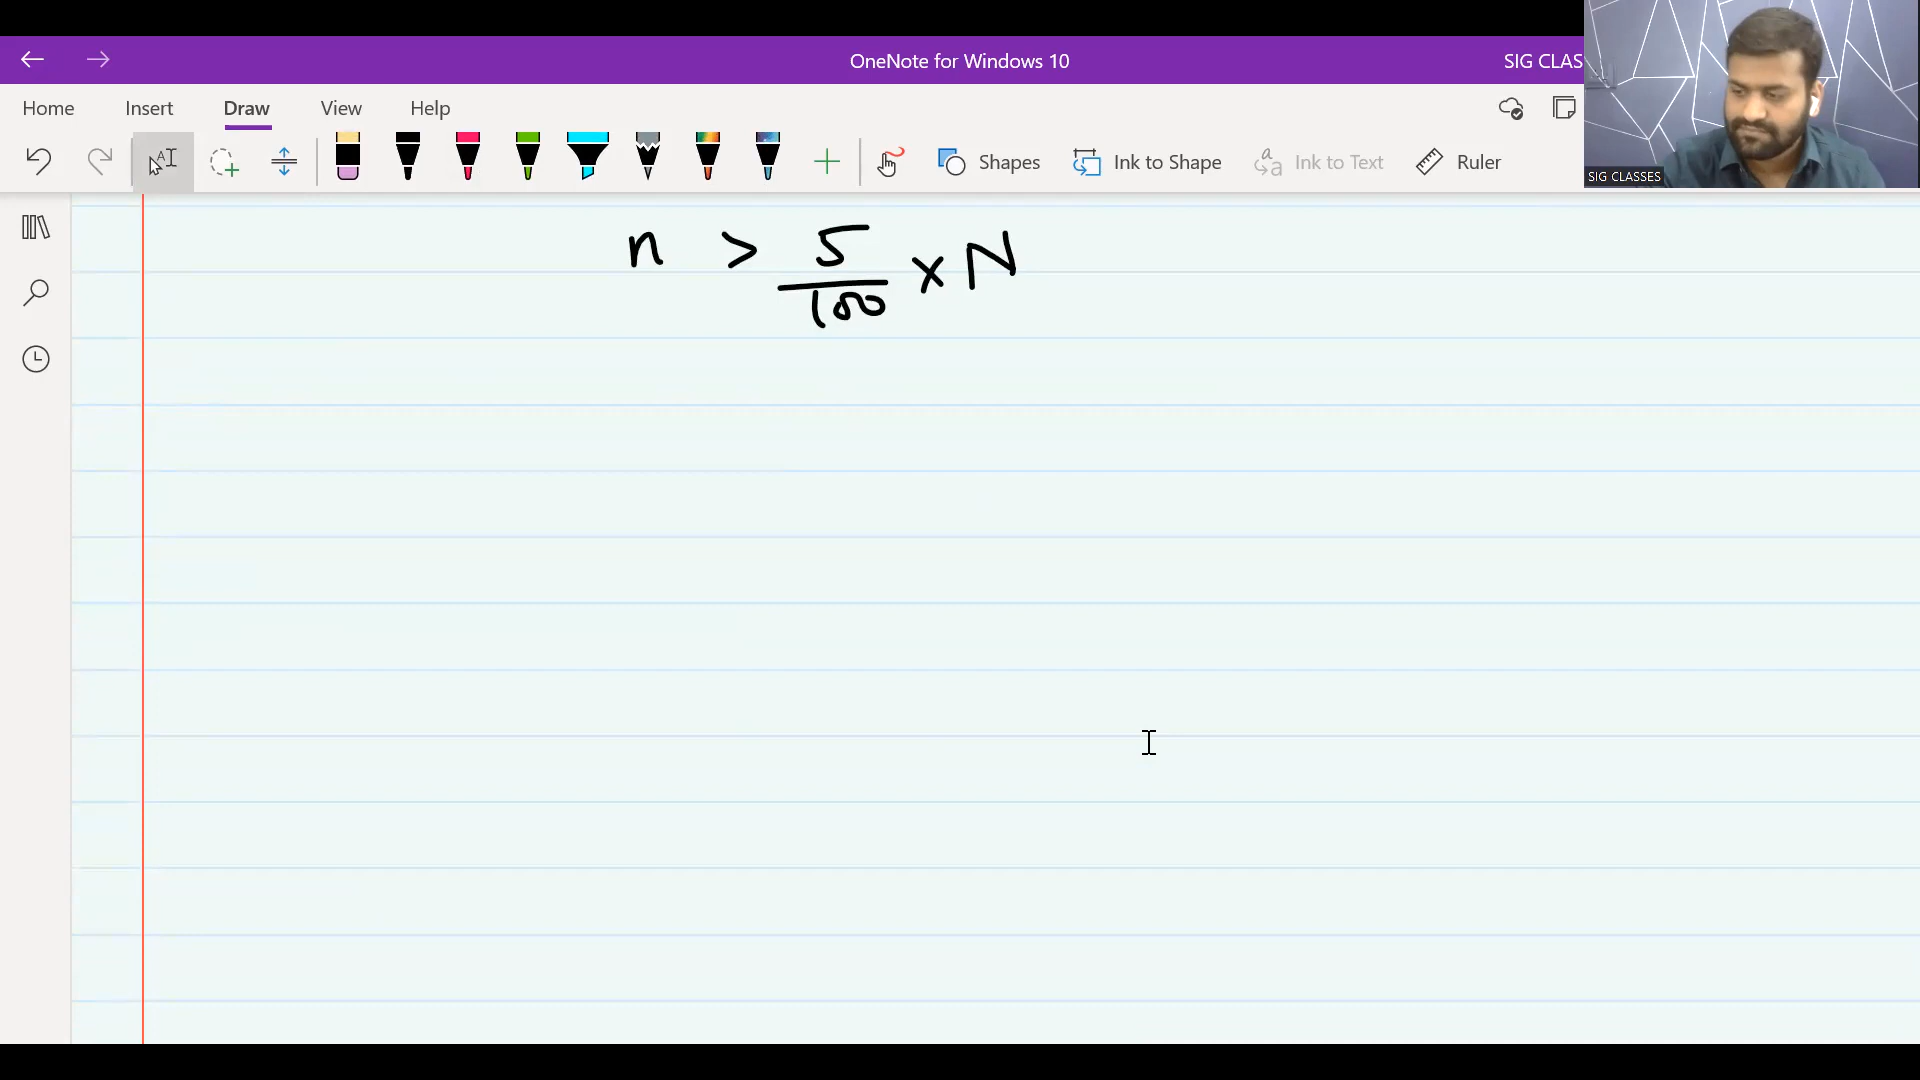 OneNote for Windows 10
SIG CLAS
Home Insert Draw View Help
Shapes Ink to Shape Ink to Text Ruler
SIG CLASSES
n > 5/100 × N